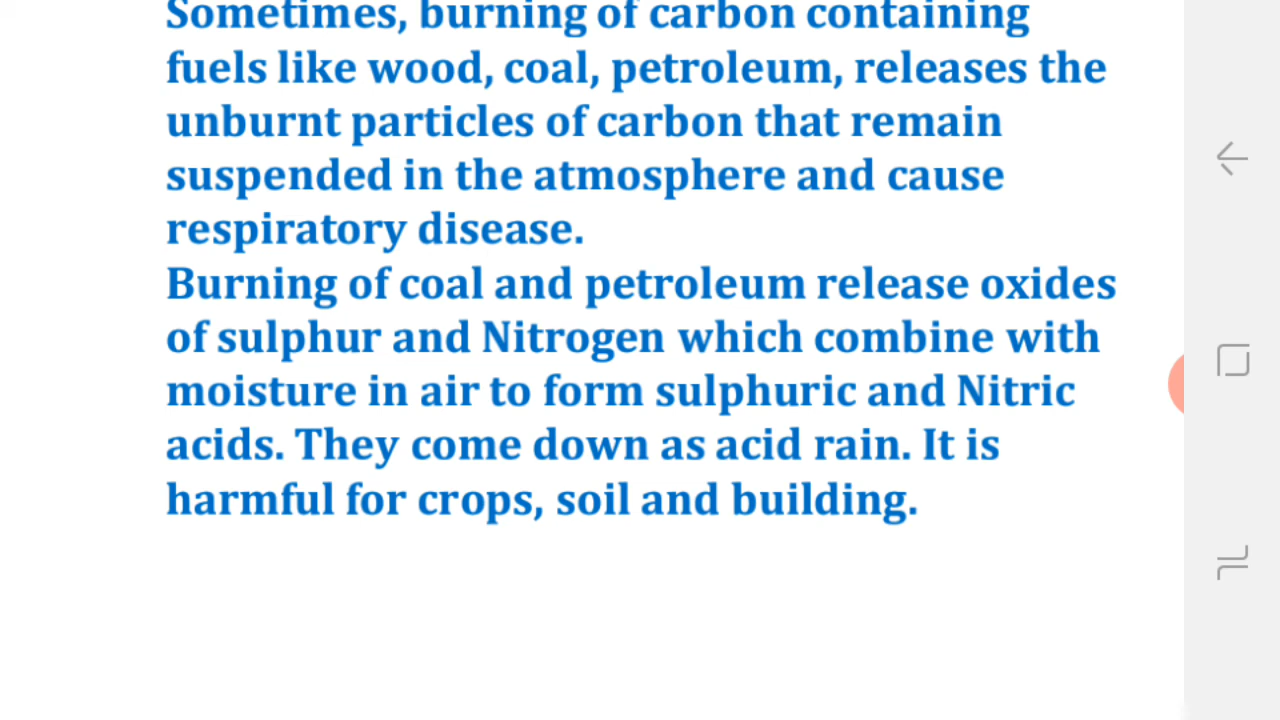 Sometimes, burning of carbon containing
fuels like wood, coal, petroleum, releases the
unburnt particles of carbon that remain
suspended in the atmosphere and cause
respiratory disease.
Burning of coal and petroleum release oxides
of sulphur and Nitrogen which combine with
moisture in air to form sulphuric and Nitric
acids. They come down as acid rain. It is
harmful for crops, soil and building.